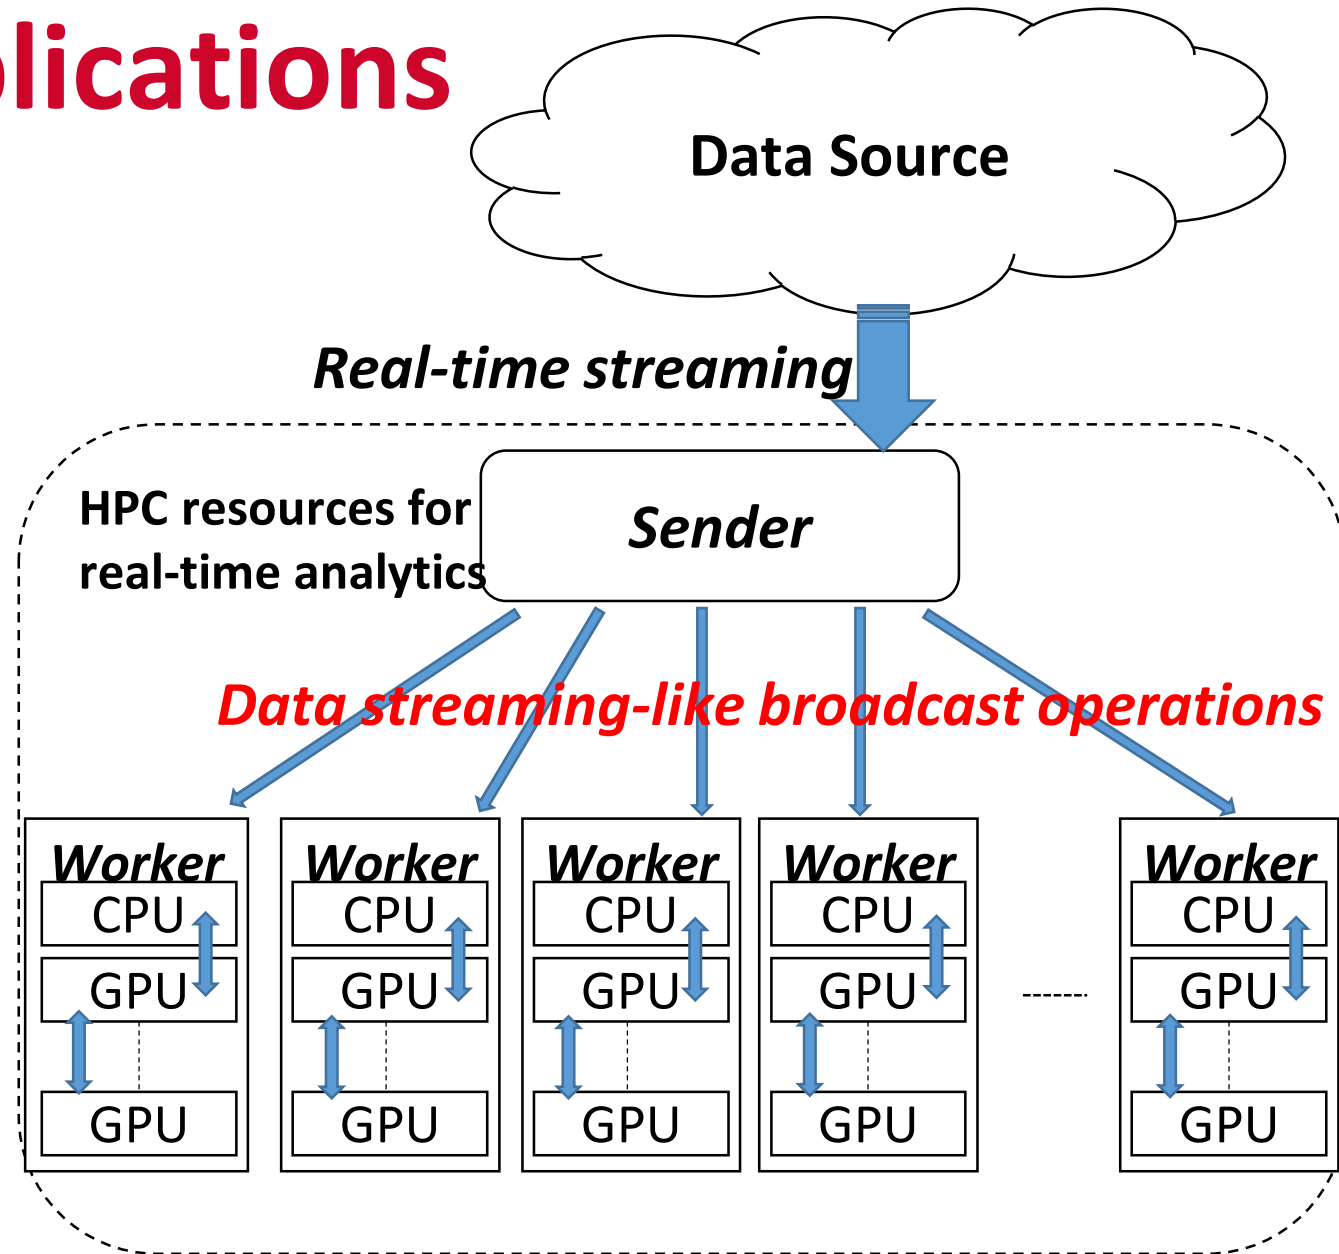 plications
Data Source
Real-time streaming
HPC resources for
real-time analytics
Sender
Data streaming-like broadcast operations
Worker Worker Worker Worker Worker
CPU CPU CPU CPU CPU
GPU GPU GPU GPU GPU
GPU GPU GPU GPU GPU